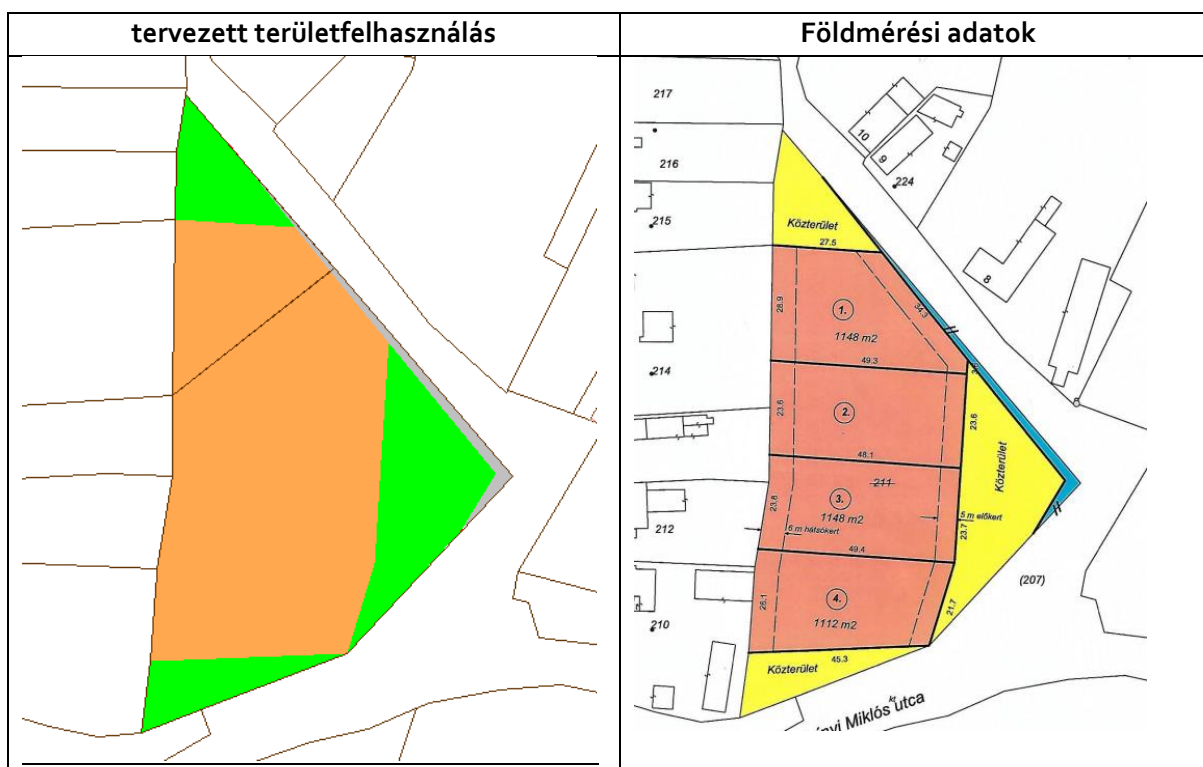 tervezett területfelhasználás
Földmérési adatok
217
10
9
216
224
215
Közterület
27.5
8
28.9
1.
34.3
1148 m2
49.3
214
23.6
2.
23.6
Közterület
48.1
211
3.
1148 m2
23.8
5 m előkert
6 m hátsókert
23.7
212
49.4
(207)
4.
1112 m2
26.1
21.7
210
45.3
Közterület
nyi Miklós utca